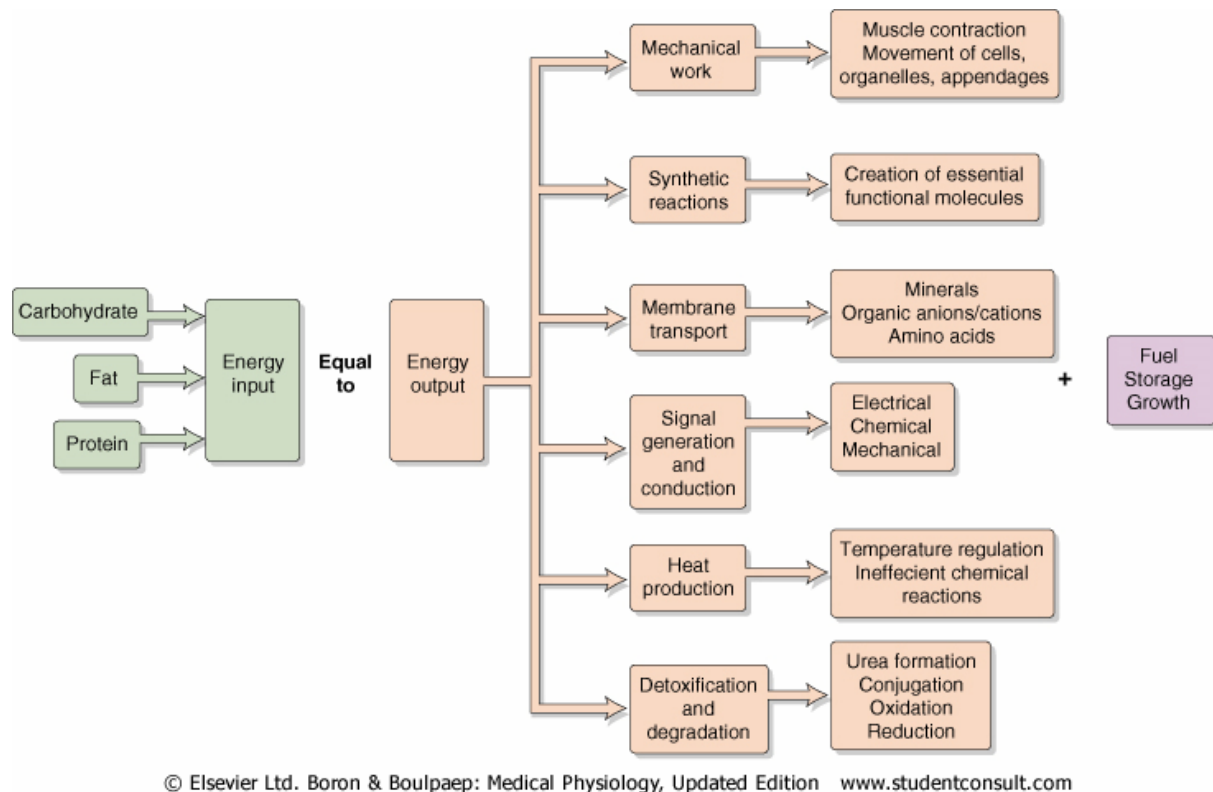 Carbohydrate
Fat
Protein
Energy
input
Equal
to
Energy
output
Mechanical
work
Muscle contraction
Movement of cells,
organelles, appendages
Synthetic
reactions
Creation of essential
functional molecules
Membrane
transport
Minerals
Organic anions/cations
Amino acids
Signal
generation
and
conduction
Electrical
Chemical
Mechanical
Heat
production
Temperature regulation
Ineffecient chemical
reactions
Detoxification
and
degradation
Urea formation
Conjugation
Oxidation
Reduction
+
Fuel
Storage
Growth
© Elsevier Ltd. Boron & Boulpaep: Medical Physiology, Updated Edition www.studentconsult.com